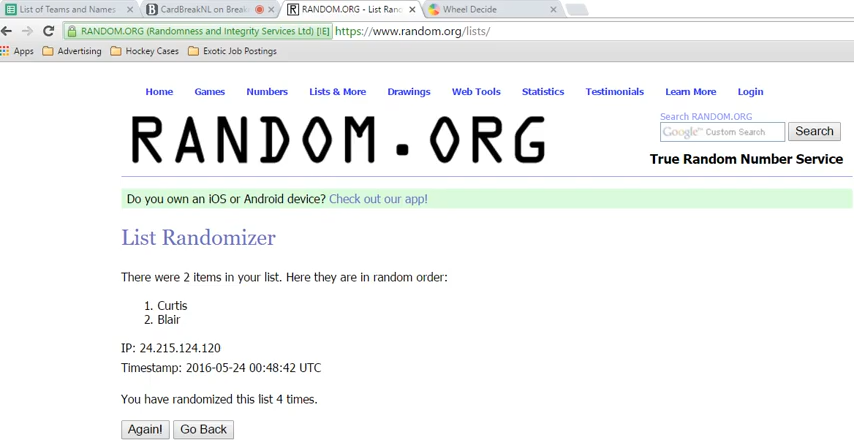 List of Teams and Names
CardBreakNL on Break
RANDOM.ORG - List Ran
Wheel Decide
RANDOM.ORG (Randomness and Integrity Services Ltd) [IE] https://www.random.org/lists/
Apps Advertising Hockey Cases Exotic Job Postings
Home Games Numbers Lists & More Drawings Web Tools Statistics Testimonials Learn More Login
RANDOM.ORG
Search RANDOM.ORG
Google™ Custom Search Search
True Random Number Service
Do you own an iOS or Android device? Check out our app!
List Randomizer
There were 2 items in your list. Here they are in random order:
1. Curtis
2. Blair
IP: 24.215.124.120
Timestamp: 2016-05-24 00:48:42 UTC
You have randomized this list 4 times.
Again! Go Back